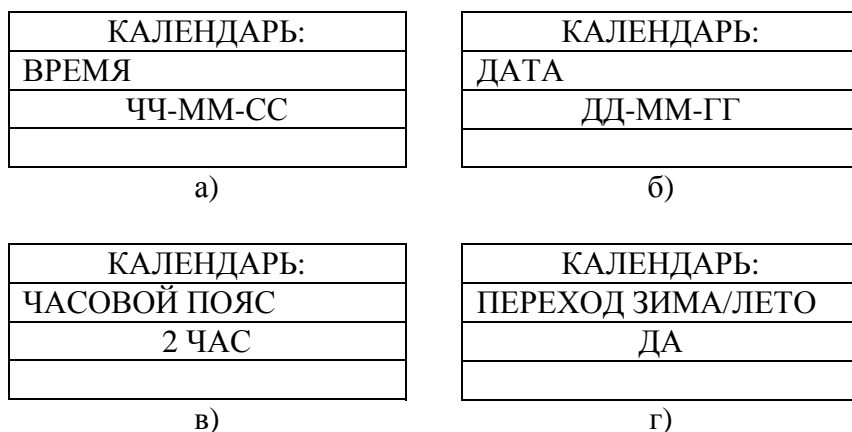 КАЛЕНДАРЬ:
ВРЕМЯ
ЧЧ-ММ-СС
а)
КАЛЕНДАРЬ:
ДАТА
ДД-ММ-ГГ
б)
КАЛЕНДАРЬ:
ЧАСОВОЙ ПОЯС
2 ЧАС
в)
КАЛЕНДАРЬ:
ПЕРЕХОД ЗИМА/ЛЕТО
ДА
г)